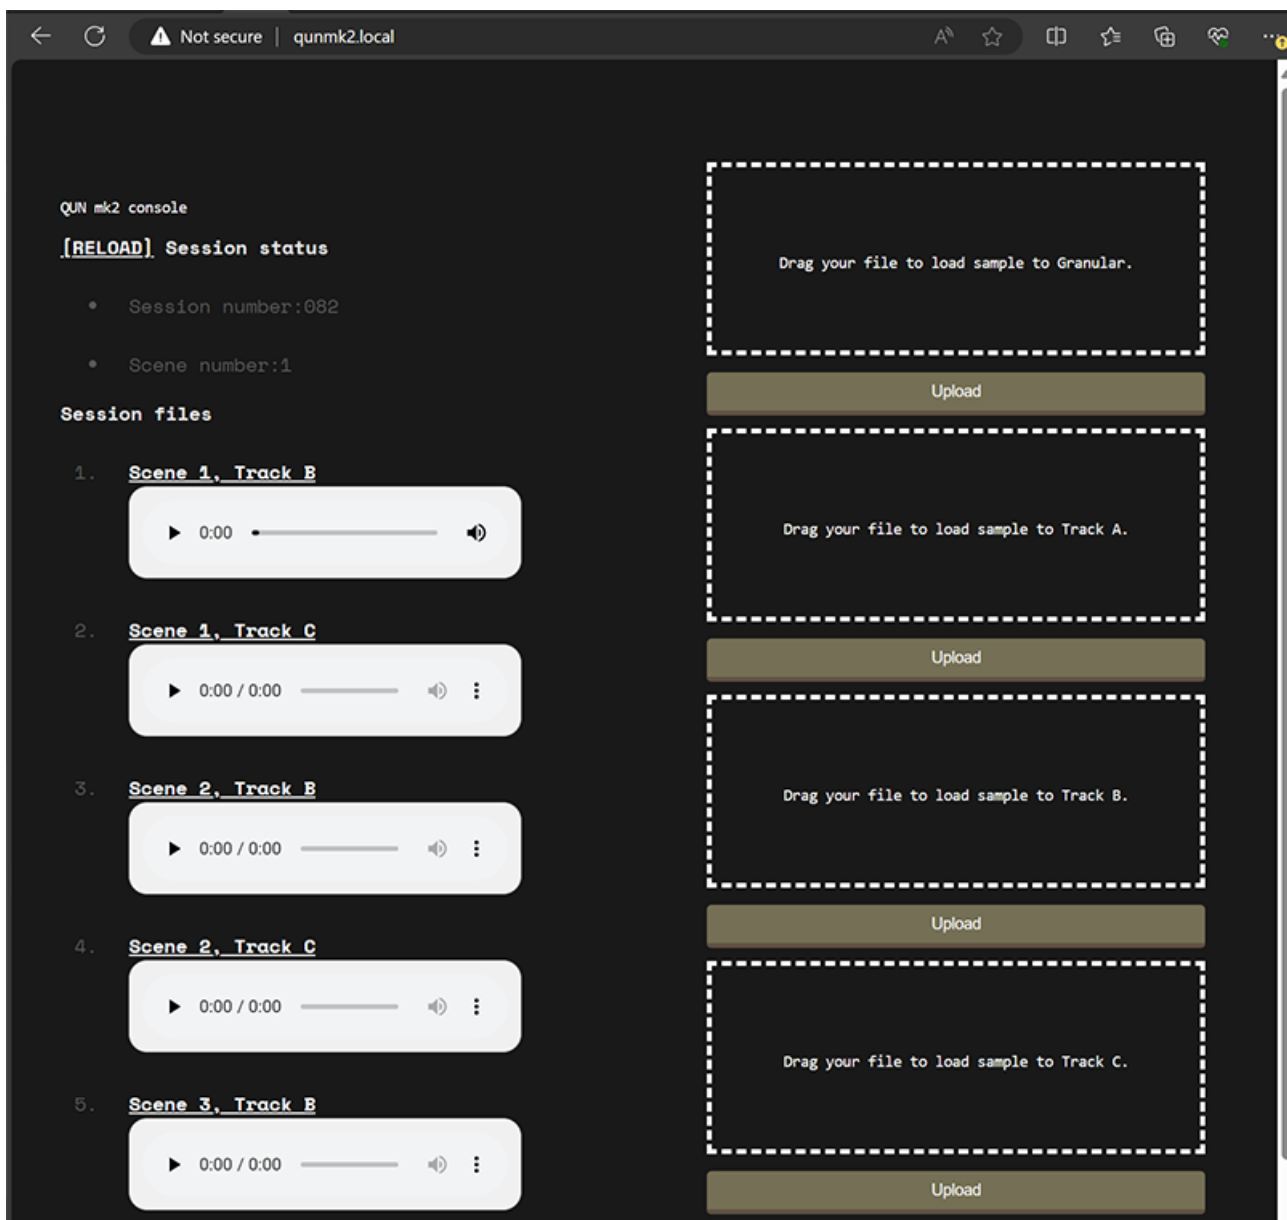 Not secure | qunmk2.local
QUN mk2 console
[RELOAD] Session status
• Session number:082
• Scene number:1
Session files
1. Scene 1, Track B
0:00
2. Scene 1, Track C
0:00 / 0:00
3. Scene 2, Track B
0:00 / 0:00
4. Scene 2, Track C
0:00 / 0:00
5. Scene 3, Track B
0:00 / 0:00
Drag your file to load sample to Granular.
Upload
Drag your file to load sample to Track A.
Upload
Drag your file to load sample to Track B.
Upload
Drag your file to load sample to Track C.
Upload